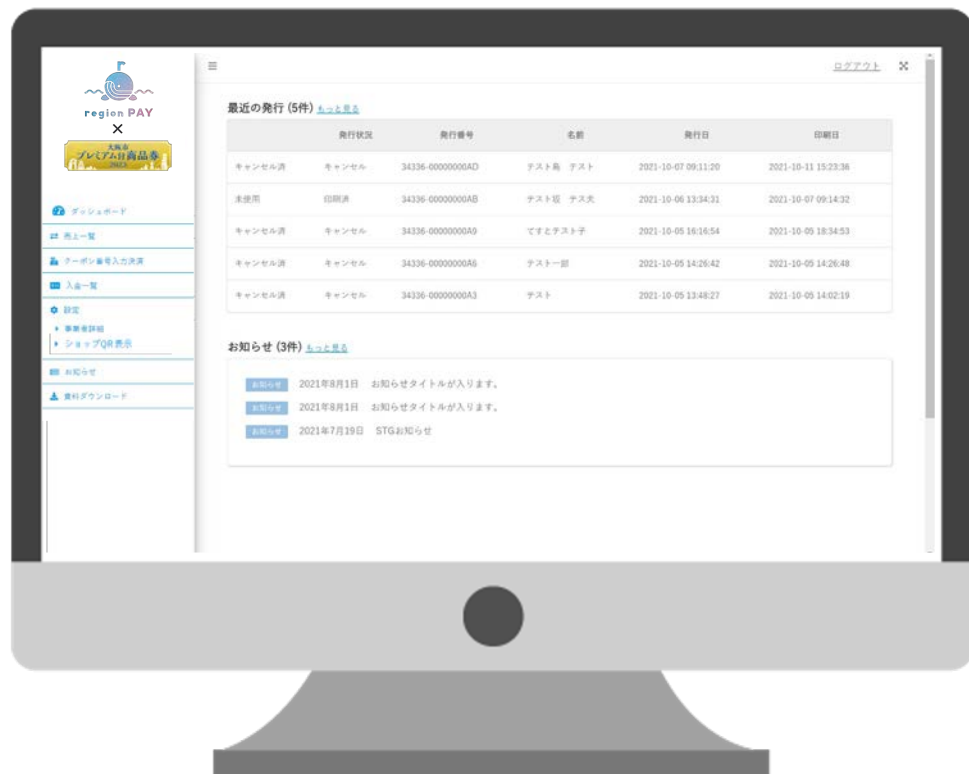 region PAY
×
大阪市
プレミアム付商品券
2023
ダッシュボード
売上一覧
クーポン番号入力決済
入金一覧
設定
事業者詳細
ショップQR表示
お知らせ
資料ダウンロード
ログアウト
最近の発行 (5件) もっと見る
発行状況 発行番号 名前 発行日 印刷日
キャンセル済 キャンセル 34336-00000000AD テスト島 テスト 2021-10-07 09:11:20 2021-10-11 15:23:36
未使用 印刷済 34336-00000000AB テスト坂 テス夫 2021-10-06 13:34:31 2021-10-07 09:14:32
キャンセル済 キャンセル 34336-00000000A9 てすとテスト子 2021-10-05 16:16:54 2021-10-05 18:34:53
キャンセル済 キャンセル 34336-00000000A6 テスト一郎 2021-10-05 14:26:42 2021-10-05 14:26:48
キャンセル済 キャンセル 34336-00000000A3 テスト 2021-10-05 13:48:27 2021-10-05 14:02:19
お知らせ (3件) もっと見る
お知らせ 2021年8月1日 お知らせタイトルが入ります。
お知らせ 2021年8月1日 お知らせタイトルが入ります。
お知らせ 2021年7月19日 STGお知らせ